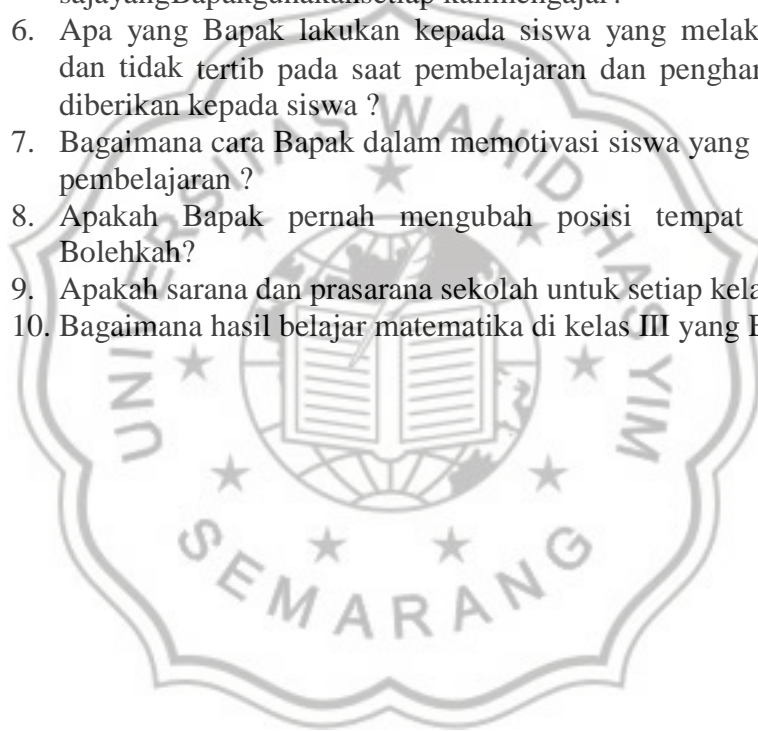 sajayangBapakgunakansetiap kalimengajar?
6. Apa yang Bapak lakukan kepada siswa yang
dan tidak tertib pada saat pembelajaran dan
diberikan kepada siswa ?
7. Bagaimana cara Bapak dalam memotivasi siswa yang
pembelajaran ?
8. Apakah Bapak pernah mengubah posisi tempat
Bolehkah?
9. Apakah sarana dan prasarana sekolah untuk setiap
10. Bagaimana hasil belajar matematika di kelas III yang
UNIVERSITAS WAHID HASYIM
SEMARANG